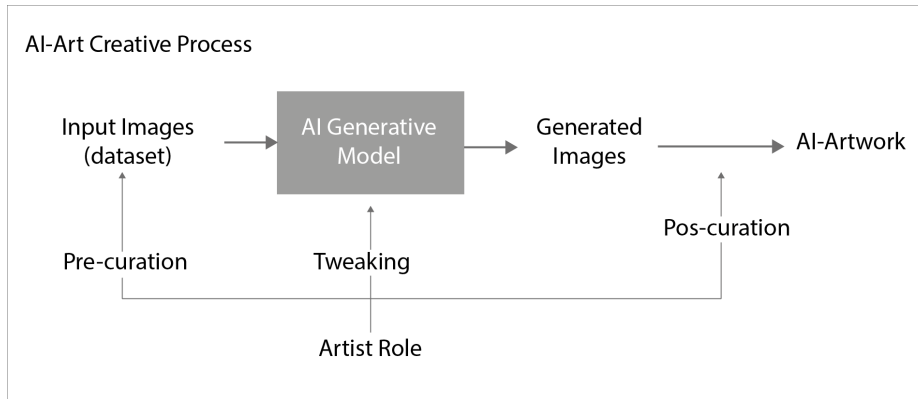 AI-Art Creative Process
Input Images
(dataset)
AI Generative
Model
Generated
Images
AI-Artwork
Pre-curation
Tweaking
Pos-curation
Artist Role